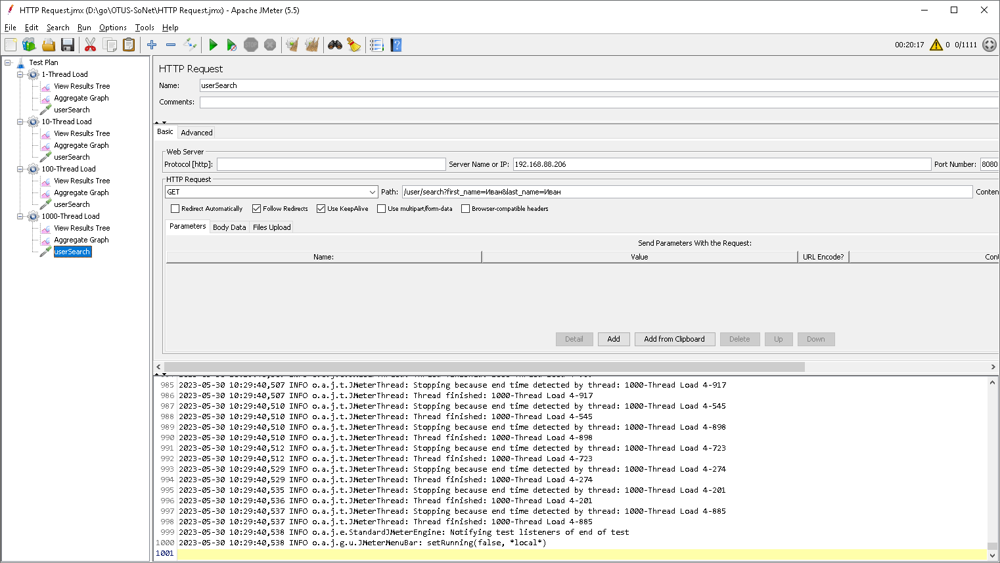 HTTP Request.jmx (D:\go\OTUS-SoNet\HTTP Request.jmx) - Apache JMeter (5.5)
File Edit Search Run Options Tools Help
00:20:17 0 0/1111
Test Plan
1-Thread Load
View Results Tree
Aggregate Graph
userSearch
10-Thread Load
View Results Tree
Aggregate Graph
userSearch
100-Thread Load
View Results Tree
Aggregate Graph
userSearch
1000-Thread Load
View Results Tree
Aggregate Graph
userSearch
HTTP Request
Name: userSearch
Comments:
Basic Advanced
Web Server
Protocol [http]: Server Name or IP: 192.168.88.206 Port Number: 8080
HTTP Request
GET Path: /user/search?first_name=Иван&last_name=Иван Conten
Redirect Automatically Follow Redirects Use KeepAlive Use multipart/form-data Browser-compatible headers
Parameters Body Data Files Upload
Send Parameters With the Request:
Name: Value URL Encode? Cont
Detail Add Add from Clipboard Delete Up Down
985 2023-05-30 10:29:40,507 INFO o.a.j.t.JMeterThread: Stopping because end time detected by thread: 1000-Thread Load 4-917
986 2023-05-30 10:29:40,507 INFO o.a.j.t.JMeterThread: Thread finished: 1000-Thread Load 4-917
987 2023-05-30 10:29:40,510 INFO o.a.j.t.JMeterThread: Stopping because end time detected by thread: 1000-Thread Load 4-545
988 2023-05-30 10:29:40,510 INFO o.a.j.t.JMeterThread: Thread finished: 1000-Thread Load 4-545
989 2023-05-30 10:29:40,510 INFO o.a.j.t.JMeterThread: Stopping because end time detected by thread: 1000-Thread Load 4-898
990 2023-05-30 10:29:40,510 INFO o.a.j.t.JMeterThread: Thread finished: 1000-Thread Load 4-898
991 2023-05-30 10:29:40,512 INFO o.a.j.t.JMeterThread: Stopping because end time detected by thread: 1000-Thread Load 4-723
992 2023-05-30 10:29:40,512 INFO o.a.j.t.JMeterThread: Thread finished: 1000-Thread Load 4-723
993 2023-05-30 10:29:40,529 INFO o.a.j.t.JMeterThread: Stopping because end time detected by thread: 1000-Thread Load 4-274
994 2023-05-30 10:29:40,529 INFO o.a.j.t.JMeterThread: Thread finished: 1000-Thread Load 4-274
995 2023-05-30 10:29:40,535 INFO o.a.j.t.JMeterThread: Stopping because end time detected by thread: 1000-Thread Load 4-201
996 2023-05-30 10:29:40,536 INFO o.a.j.t.JMeterThread: Thread finished: 1000-Thread Load 4-201
997 2023-05-30 10:29:40,537 INFO o.a.j.t.JMeterThread: Stopping because end time detected by thread: 1000-Thread Load 4-885
998 2023-05-30 10:29:40,537 INFO o.a.j.t.JMeterThread: Thread finished: 1000-Thread Load 4-885
999 2023-05-30 10:29:40,538 INFO o.a.j.e.StandardJMeterEngine: Notifying test listeners of end of test
1000 2023-05-30 10:29:40,538 INFO o.a.j.g.u.JMeterMenuBar: setRunning(false, *local*)
1001